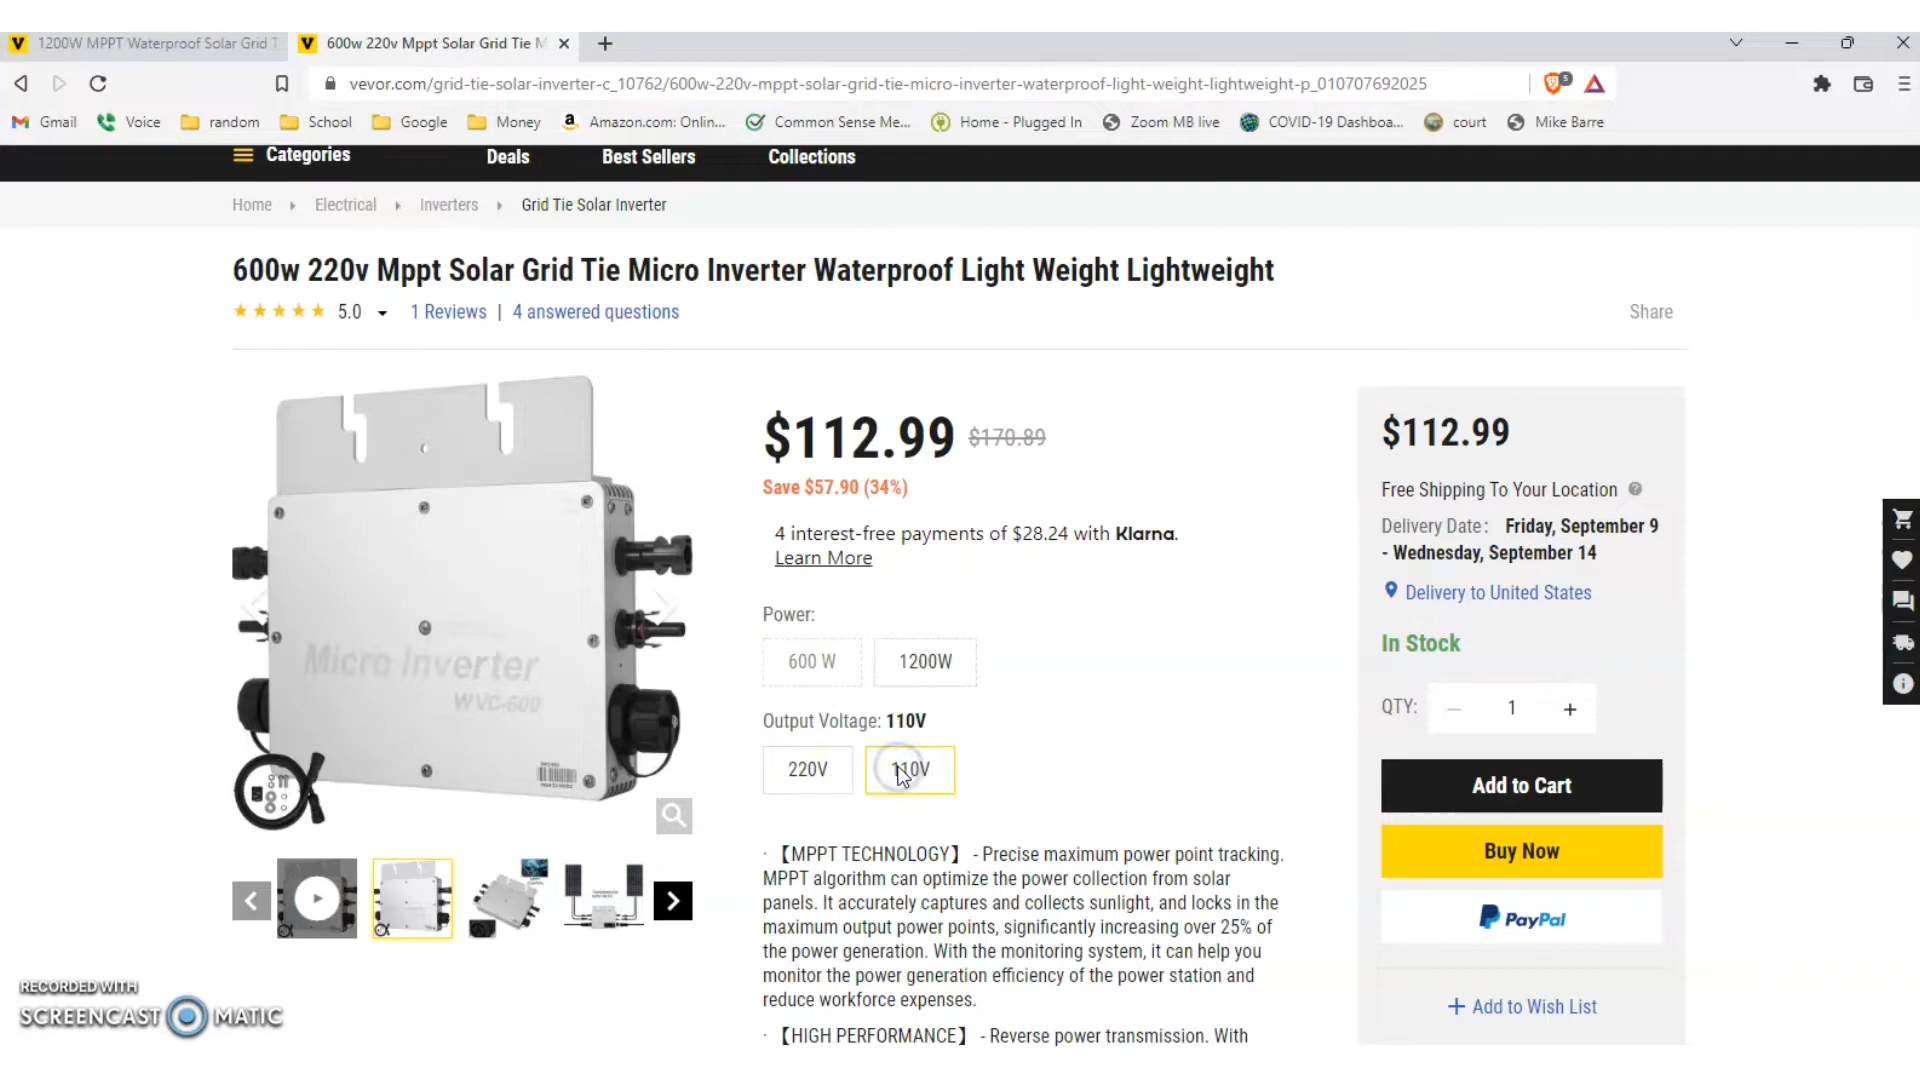 V 1200W MPPT Waterproof Solar Grid T
V 600w 220v Mppt Solar Grid Tie M
vevor.com/grid-tie-solar-inverter-c_10762/600w-220v-mppt-solar-grid-tie-micro-inverter-waterproof-light-weight-lightweight-p_010707692025
5
Gmail Voice random School Google Money Amazon.com: Onlin... Common Sense Me... Home - Plugged In Zoom MB live COVID-19 Dashboa... court Mike Barre
Categories Deals Best Sellers Collections
Home Electrical Inverters Grid Tie Solar Inverter
600w 220v Mppt Solar Grid Tie Micro Inverter Waterproof Light Weight Lightweight
5.0 1 Reviews | 4 answered questions
Share
Micro Inverter
WVC-600
$112.99 $170.89
Save $57.90 (34%)
4 interest-free payments of $28.24 with Klarna.
Learn More
Power:
600 W 1200W
Output Voltage: 110V
220V 110V
· 【MPPT TECHNOLOGY】 - Precise maximum power point tracking.
MPPT algorithm can optimize the power collection from solar
panels. It accurately captures and collects sunlight, and locks in the
maximum output power points, significantly increasing over 25% of
the power generation. With the monitoring system, it can help you
monitor the power generation efficiency of the power station and
reduce workforce expenses.
· 【HIGH PERFORMANCE】 - Reverse power transmission. With
$112.99
Free Shipping To Your Location
Delivery Date: Friday, September 9
- Wednesday, September 14
Delivery to United States
In Stock
QTY: 1
Add to Cart
Buy Now
PayPal
+ Add to Wish List
RECORDED WITH
SCREENCAST MATIC